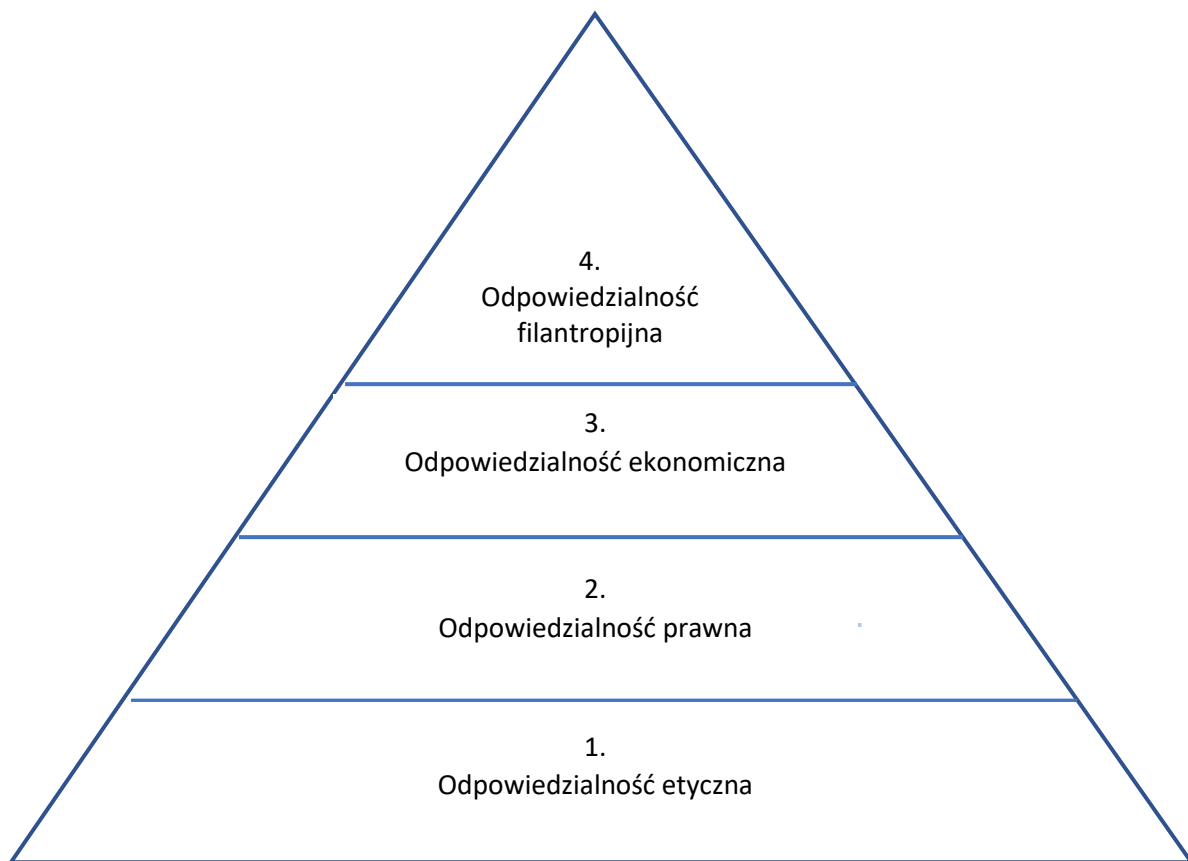 4.
Odpowiedzialność
filantropijna
3.
Odpowiedzialność ekonomiczna
2.
Odpowiedzialność prawna
1.
Odpowiedzialność etyczna